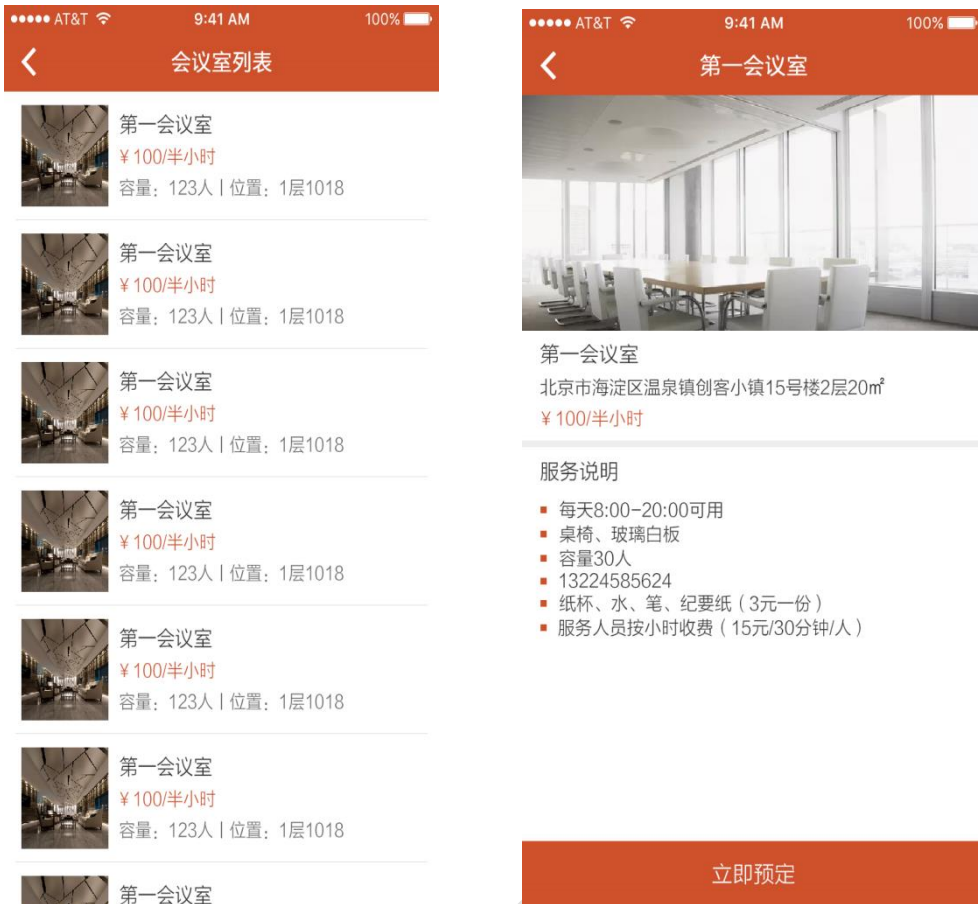 AT&T 9:41 AM 100%
会议室列表
第一会议室
¥100/半小时
容量：123人 | 位置：1层1018
第一会议室
¥100/半小时
容量：123人 | 位置：1层1018
第一会议室
¥100/半小时
容量：123人 | 位置：1层1018
第一会议室
¥100/半小时
容量：123人 | 位置：1层1018
第一会议室
¥100/半小时
容量：123人 | 位置：1层1018
第一会议室
¥100/半小时
容量：123人 | 位置：1层1018
第一会议室
AT&T 9:41 AM 100%
第一会议室
第一会议室
北京市海淀区温泉镇创客小镇15号楼2层20㎡
¥100/半小时
服务说明
每天8:00-20:00可用
桌椅、玻璃白板
容量30人
13224585624
纸杯、水、笔、纪要纸（3元一份）
服务人员按小时收费（15元/30分钟/人）
立即预定